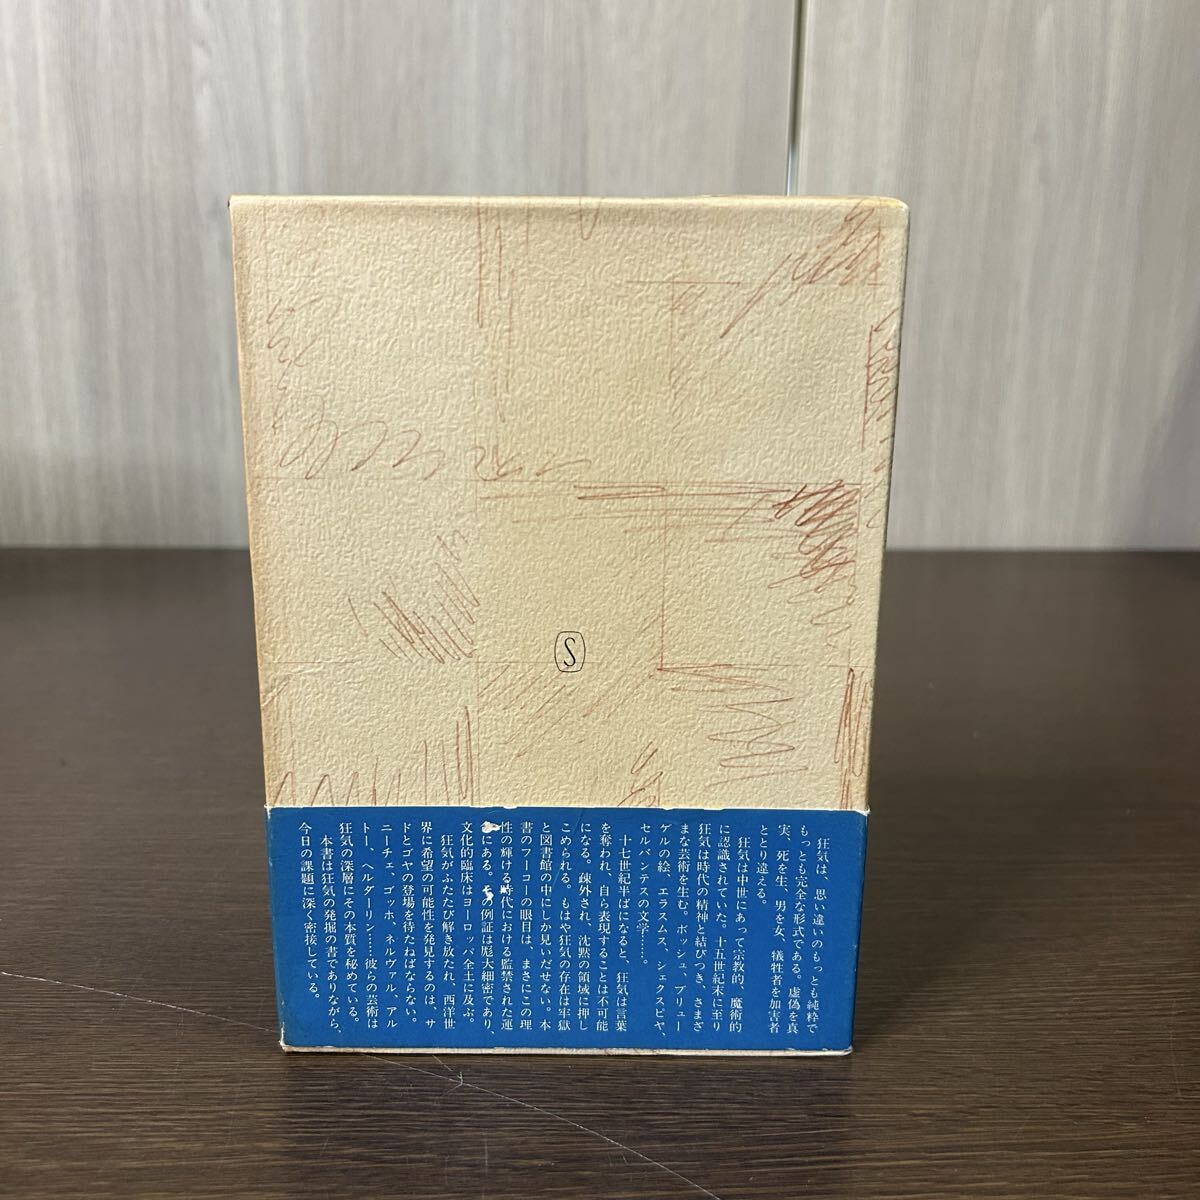 S
狂気は、思い違いのもっとも純粋で
もっとも完全な形式である。虚偽を真
実、死を生、男を女、犠牲者を加害者
ととり違える。
狂気は中世にあって宗教的、魔術的
に認識されていた。十五世紀末に至り
狂気は時代の精神と結びつき、さまざ
まな芸術を生む。ボッシュ、ブリュー
ゲルの絵、エラスムス、シェクスピヤ、
セルバンテスの文学……。
十七世紀半ばになると、狂気は言葉
を奪われ、自ら表現することは不可能
になる。疎外され、沈黙の領域に押し
こめられる。もはや狂気の存在は牢獄
と図書館の中にしか見いだせない。本
書のフーコーの眼目は、まさにこの理
性の輝ける時代における監禁された運
にある。その例証は厖大細密であり、
文化的臨床はヨーロッパ全土に及ぶ。
狂気がふたたび解き放たれ、西洋世
界に希望の可能性を発見するのは、サ
ドとゴヤの登場を待たねばならない。
ニーチェ、ゴッホ、ネルヴァル、アル
トー、ヘルダーリン……彼らの芸術は
狂気の深層にその本質を秘めている。
本書は狂気の発掘の書でありながら、
今日の課題に深く密接している。